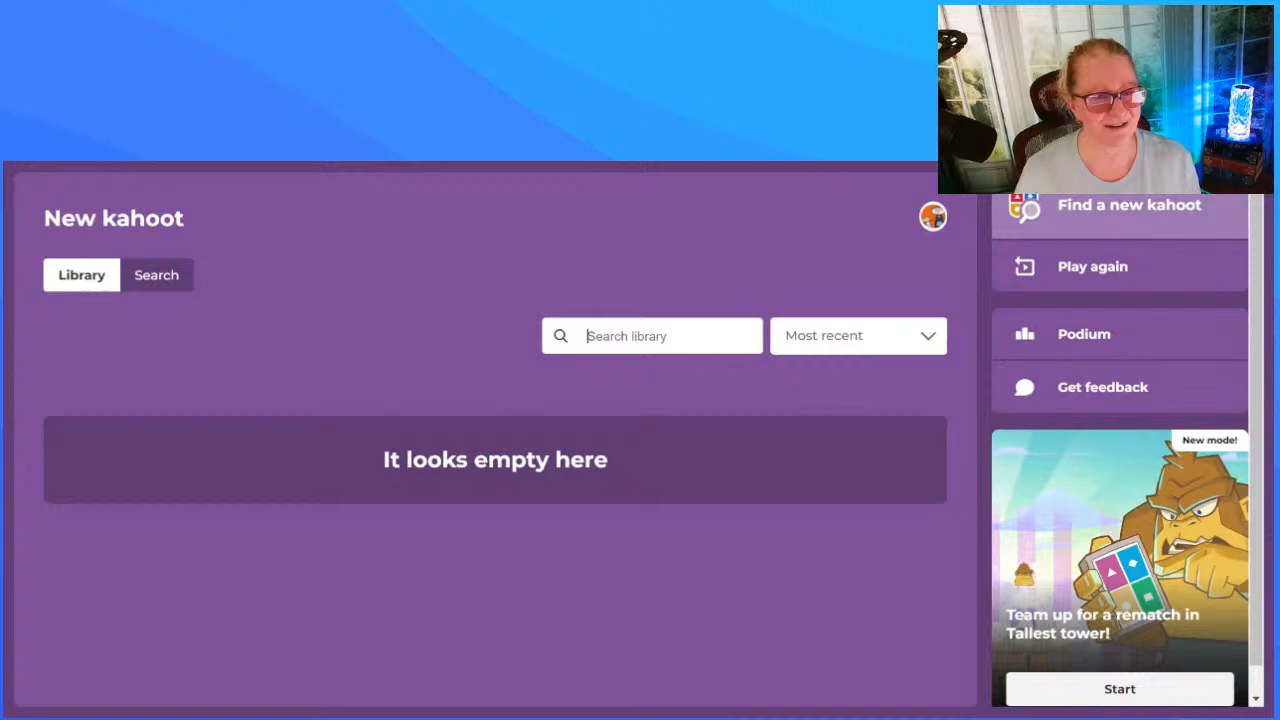 New kahoot
Library
Search
Search library
Most recent
It looks empty here
Find a new kahoot
Play again
Podium
Get feedback
New mode!
Team up for a rematch in
Tallest tower!
Start